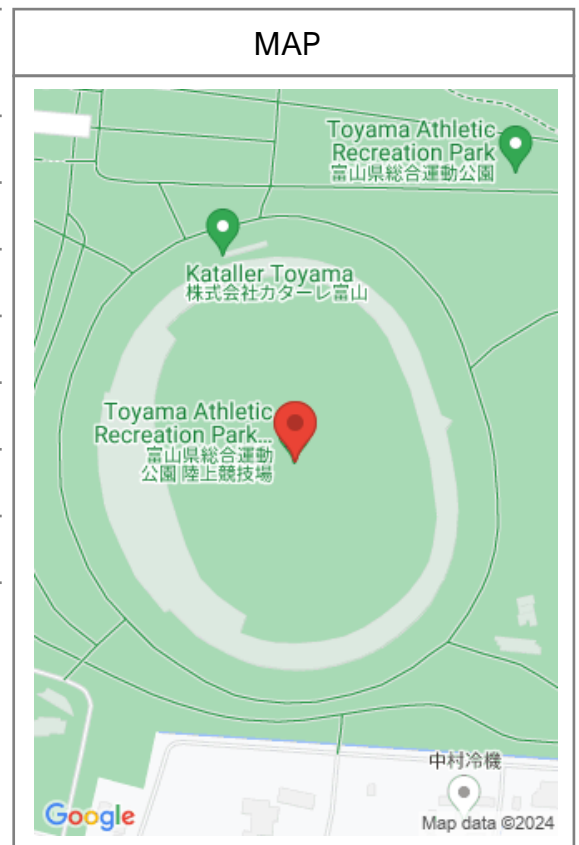 MAP
Toyama Athletic
Recreation Park
富山県総合運動公園
Kataller Toyama
株式会社カターレ富山
Toyama Athletic
Recreation Park...
富山県総合運動
公園 陸上競技場
中村冷機
Google
Map data ©2024